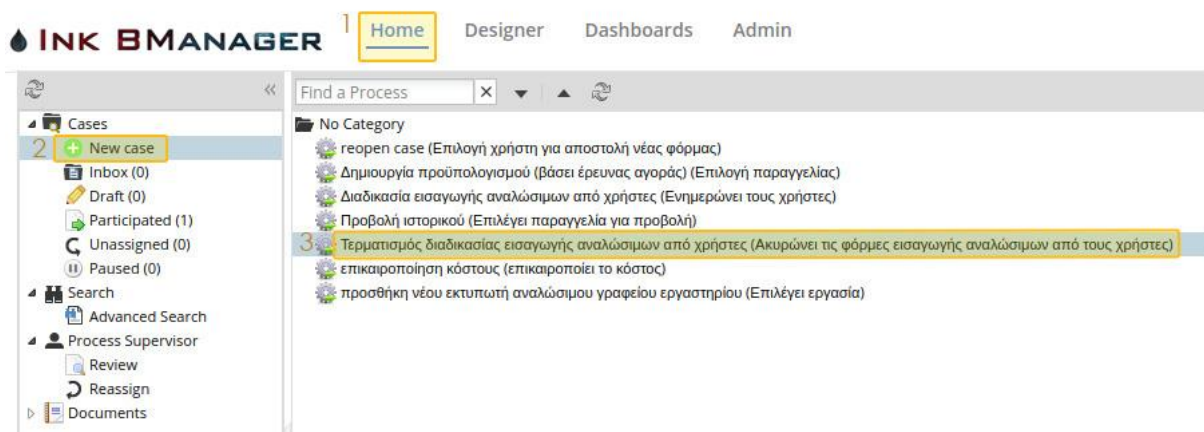 INK BMANAGER
1 Home Designer Dashboards Admin
Find a Process
Cases
2 New case
Inbox (0)
Draft (0)
Participated (1)
Unassigned (0)
Paused (0)
Search
Advanced Search
Process Supervisor
Review
Reassign
Documents
No Category
reopen case (Επιλογή χρήστη για αποστολή νέας φόρμας)
Δημιουργία προϋπολογισμού (βάσει έρευνας αγοράς) (Επιλογή παραγγελίας)
Διαδικασία εισαγωγής αναλώσιμων από χρήστες (Ενημερώνει τους χρήστες)
Προβολή ιστορικού (Επιλέγει παραγγελία για προβολή)
3 Τερματισμός διαδικασίας εισαγωγής αναλώσιμων από χρήστες (Ακυρώνει τις φόρμες εισαγωγής αναλώσιμων από τους χρήστες)
επικαιροποίηση κόστους (επικαιροποίει το κόστος)
προσθήκη νέου εκτυπωτή αναλώσιμου γραφείου εργαστηρίου (Επιλέγει εργασία)